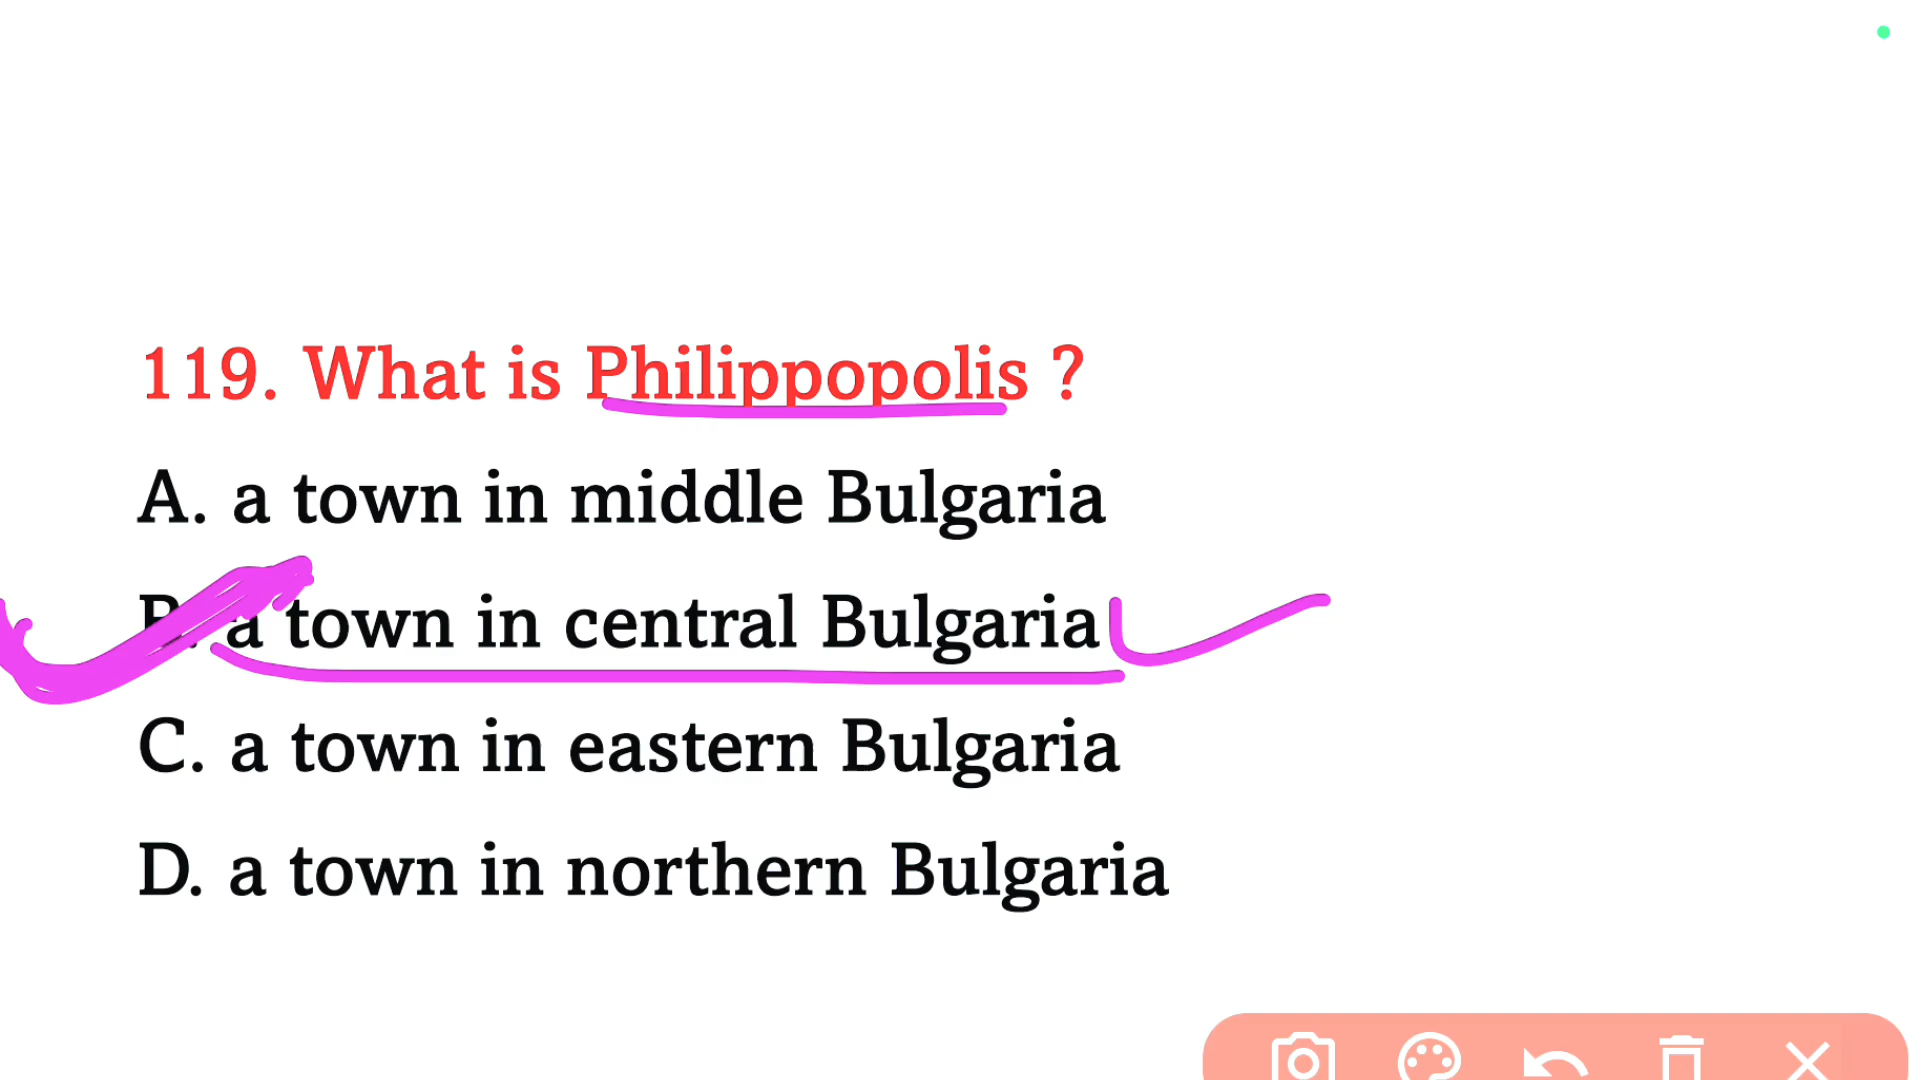 119. What is Philippopolis ?
A. a town in middle Bulgaria
B. a town in central Bulgaria
C. a town in eastern Bulgaria
D. a town in northern Bulgaria